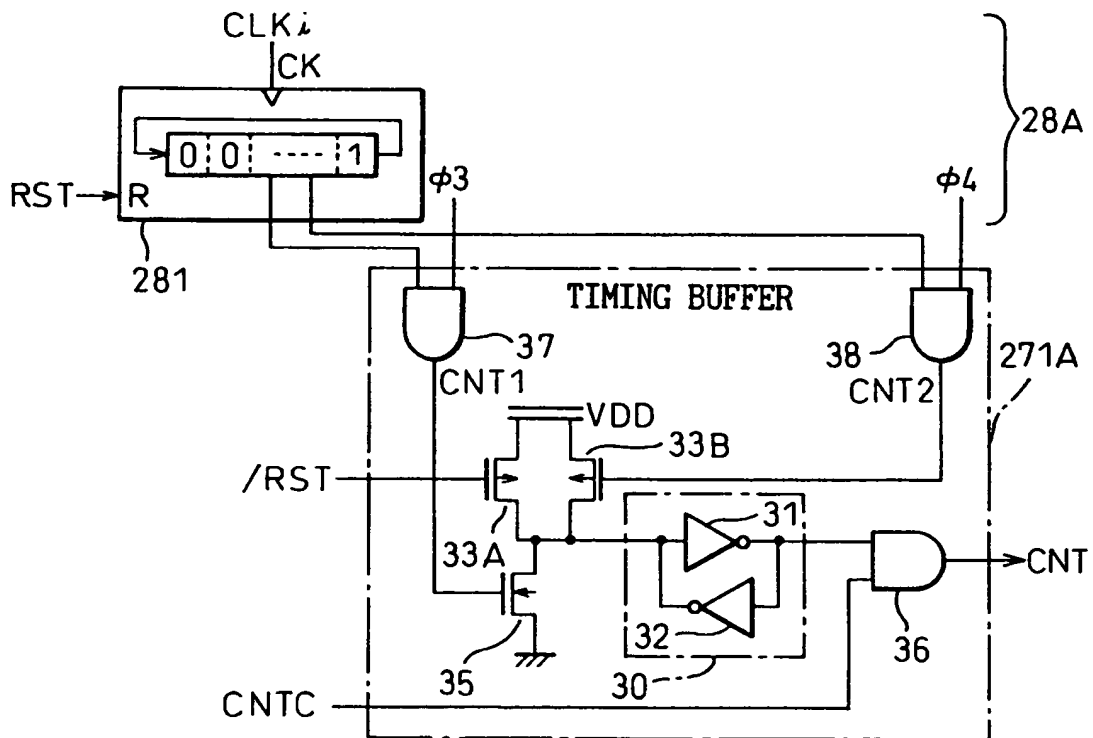 CLKi
CK
28A
0 0 ---- 1
RST
R
φ3
φ4
281
TIMING BUFFER
37
38
271A
CNT1
CNT2
VDD
33B
/RST
31
33A
CNT
32
36
35
30
CNTC